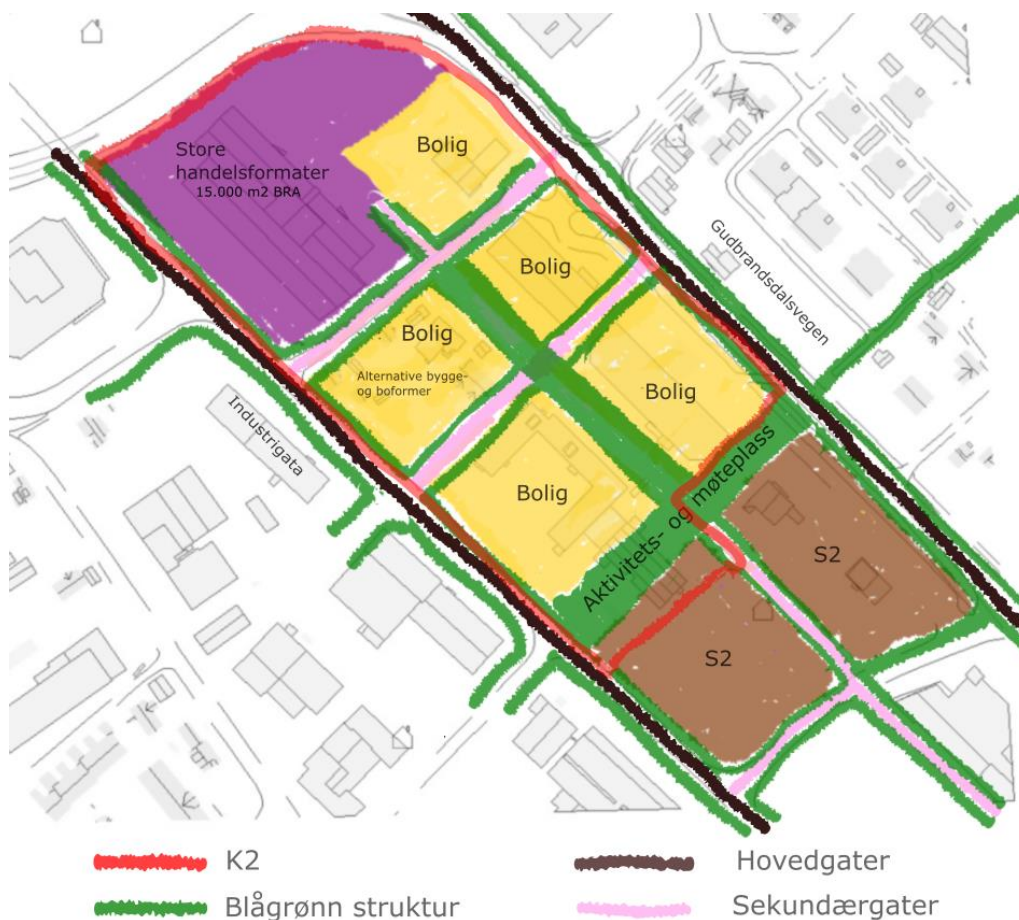 Store
handelsformater
15.000 m2 BRA
Bolig
Bolig
Bolig
Alternative bygge-
og boformer
Bolig
Bolig
Gudbrandsdalsvegen
Industrigata
Aktivitets- og møteplass
S2
S2
K2
Hovedgater
Blågrønn struktur
Sekundærgater